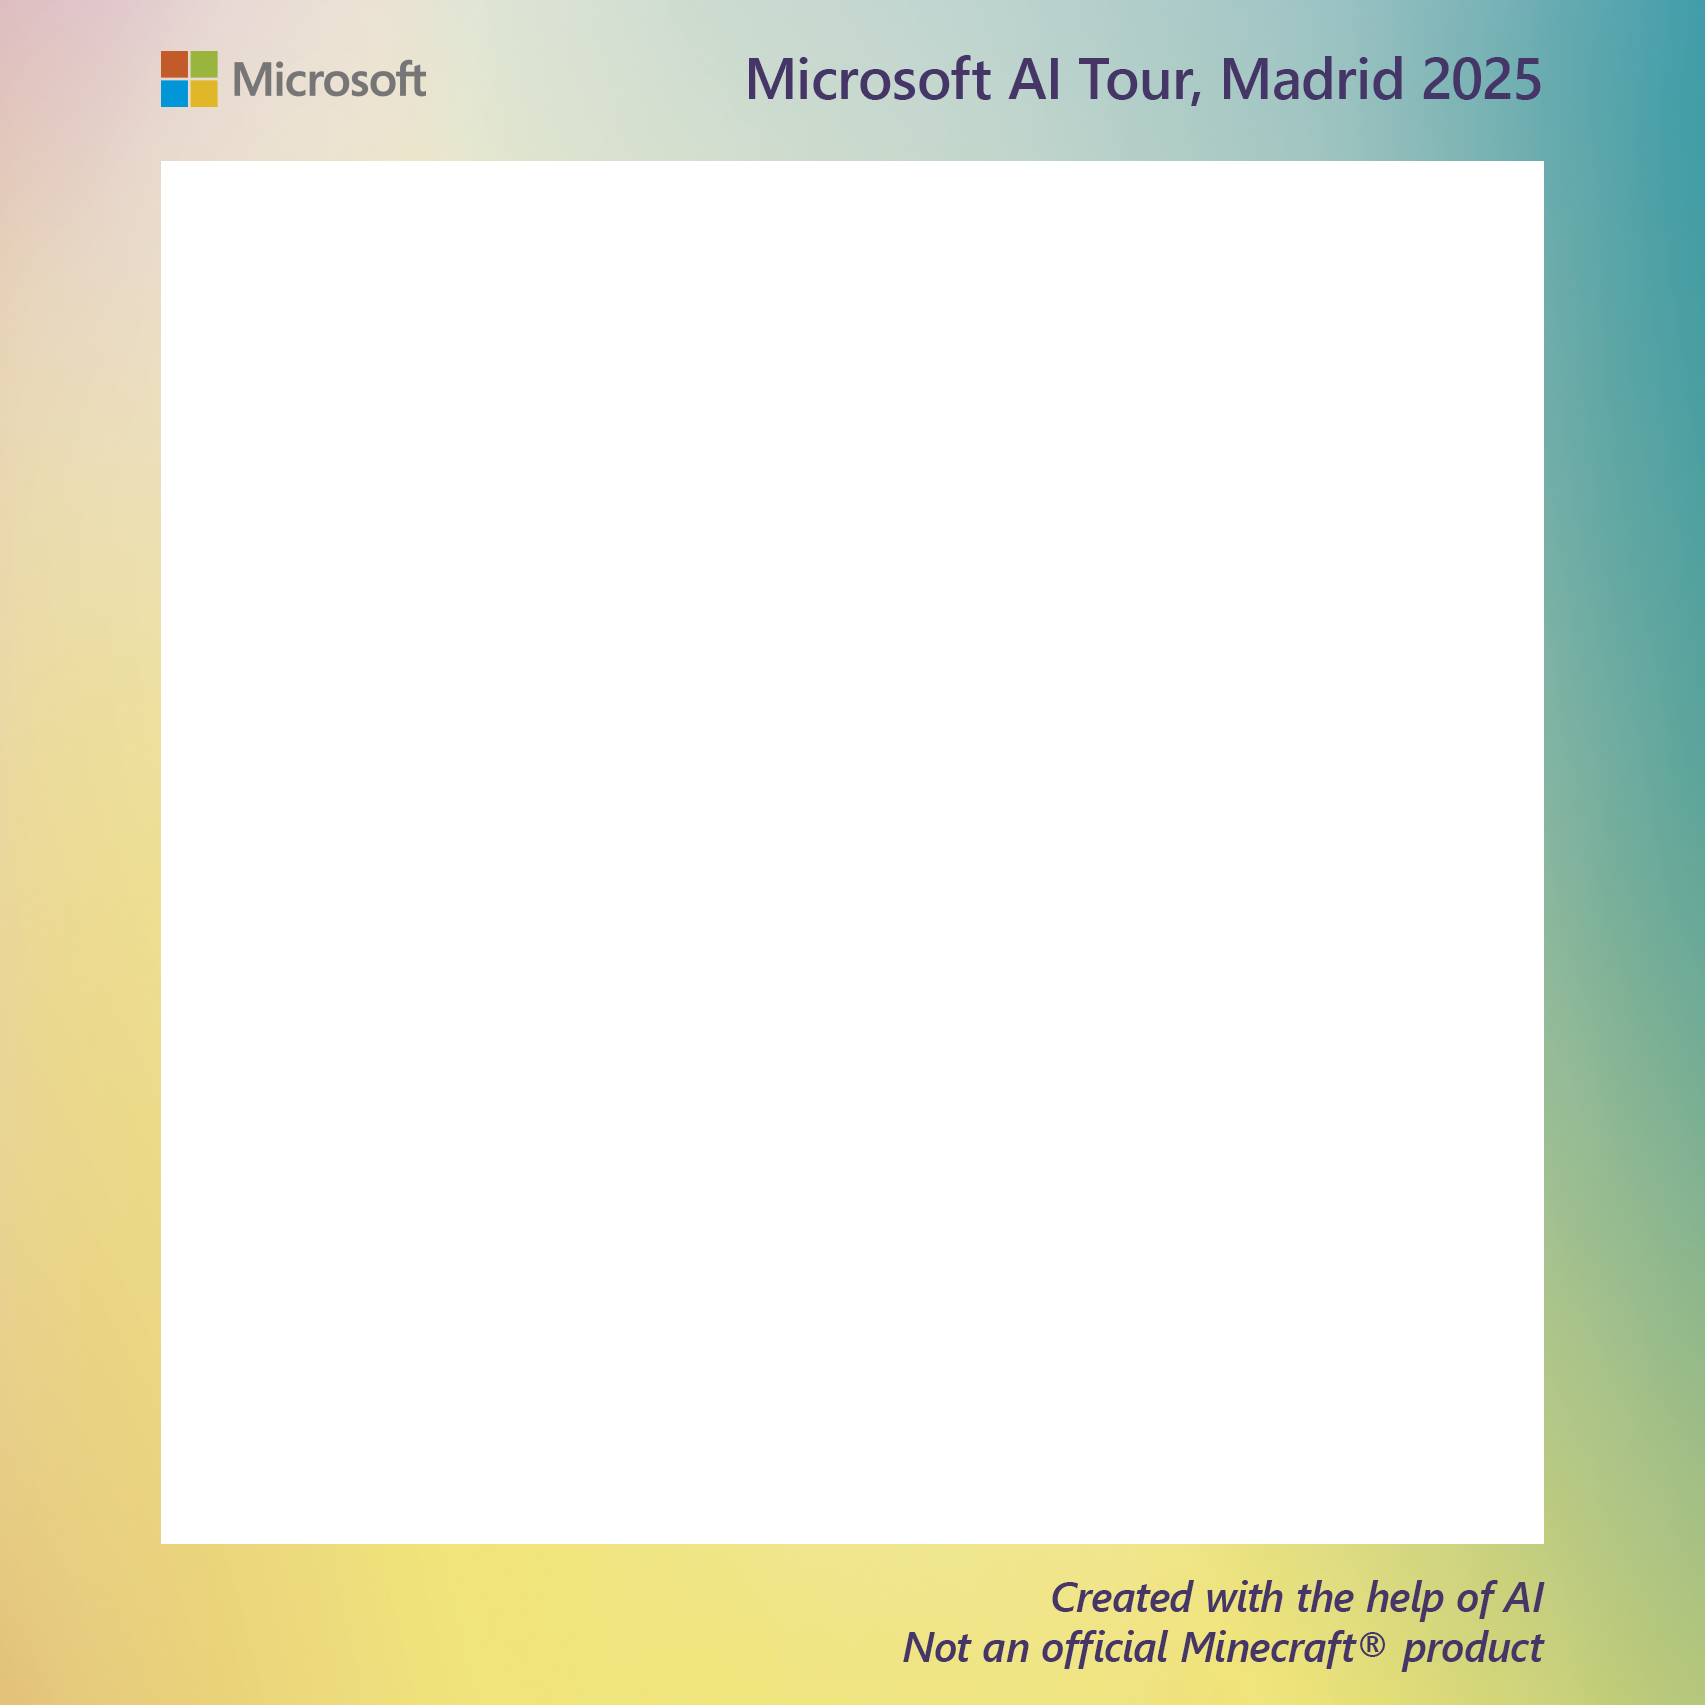 Microsoft
Microsoft AI Tour, Madrid 2025
Created with the help of AI
Not an official Minecraft® product